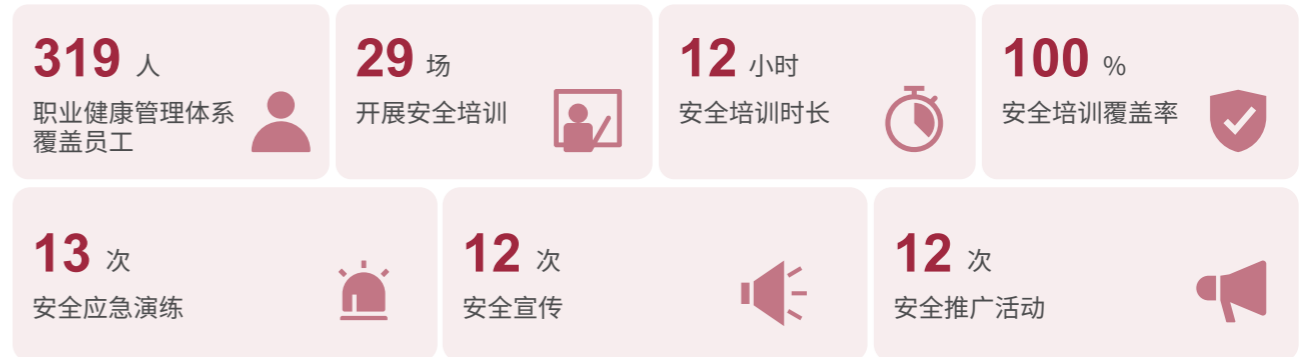 319 人
职业健康管理体系
覆盖员工
29 场
开展安全培训
12 小时
安全培训时长
100 %
安全培训覆盖率
13 次
安全应急演练
12 次
安全宣传
12 次
安全推广活动